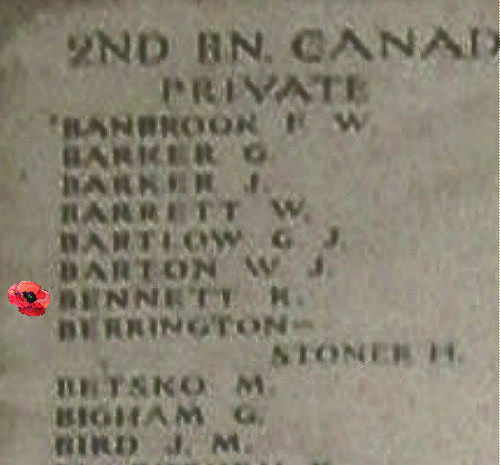 2ND BN. CANAD
PRIVATE
BANBROOK F. W.
BARKER G.
BARKER J.
BARRETT W.
BARTLOW G. J.
BARTON W. J.
BENNETT R.
BERRINGTON-
STONER H.
BETSKO M.
BIGHAM G.
BIRD J. M.